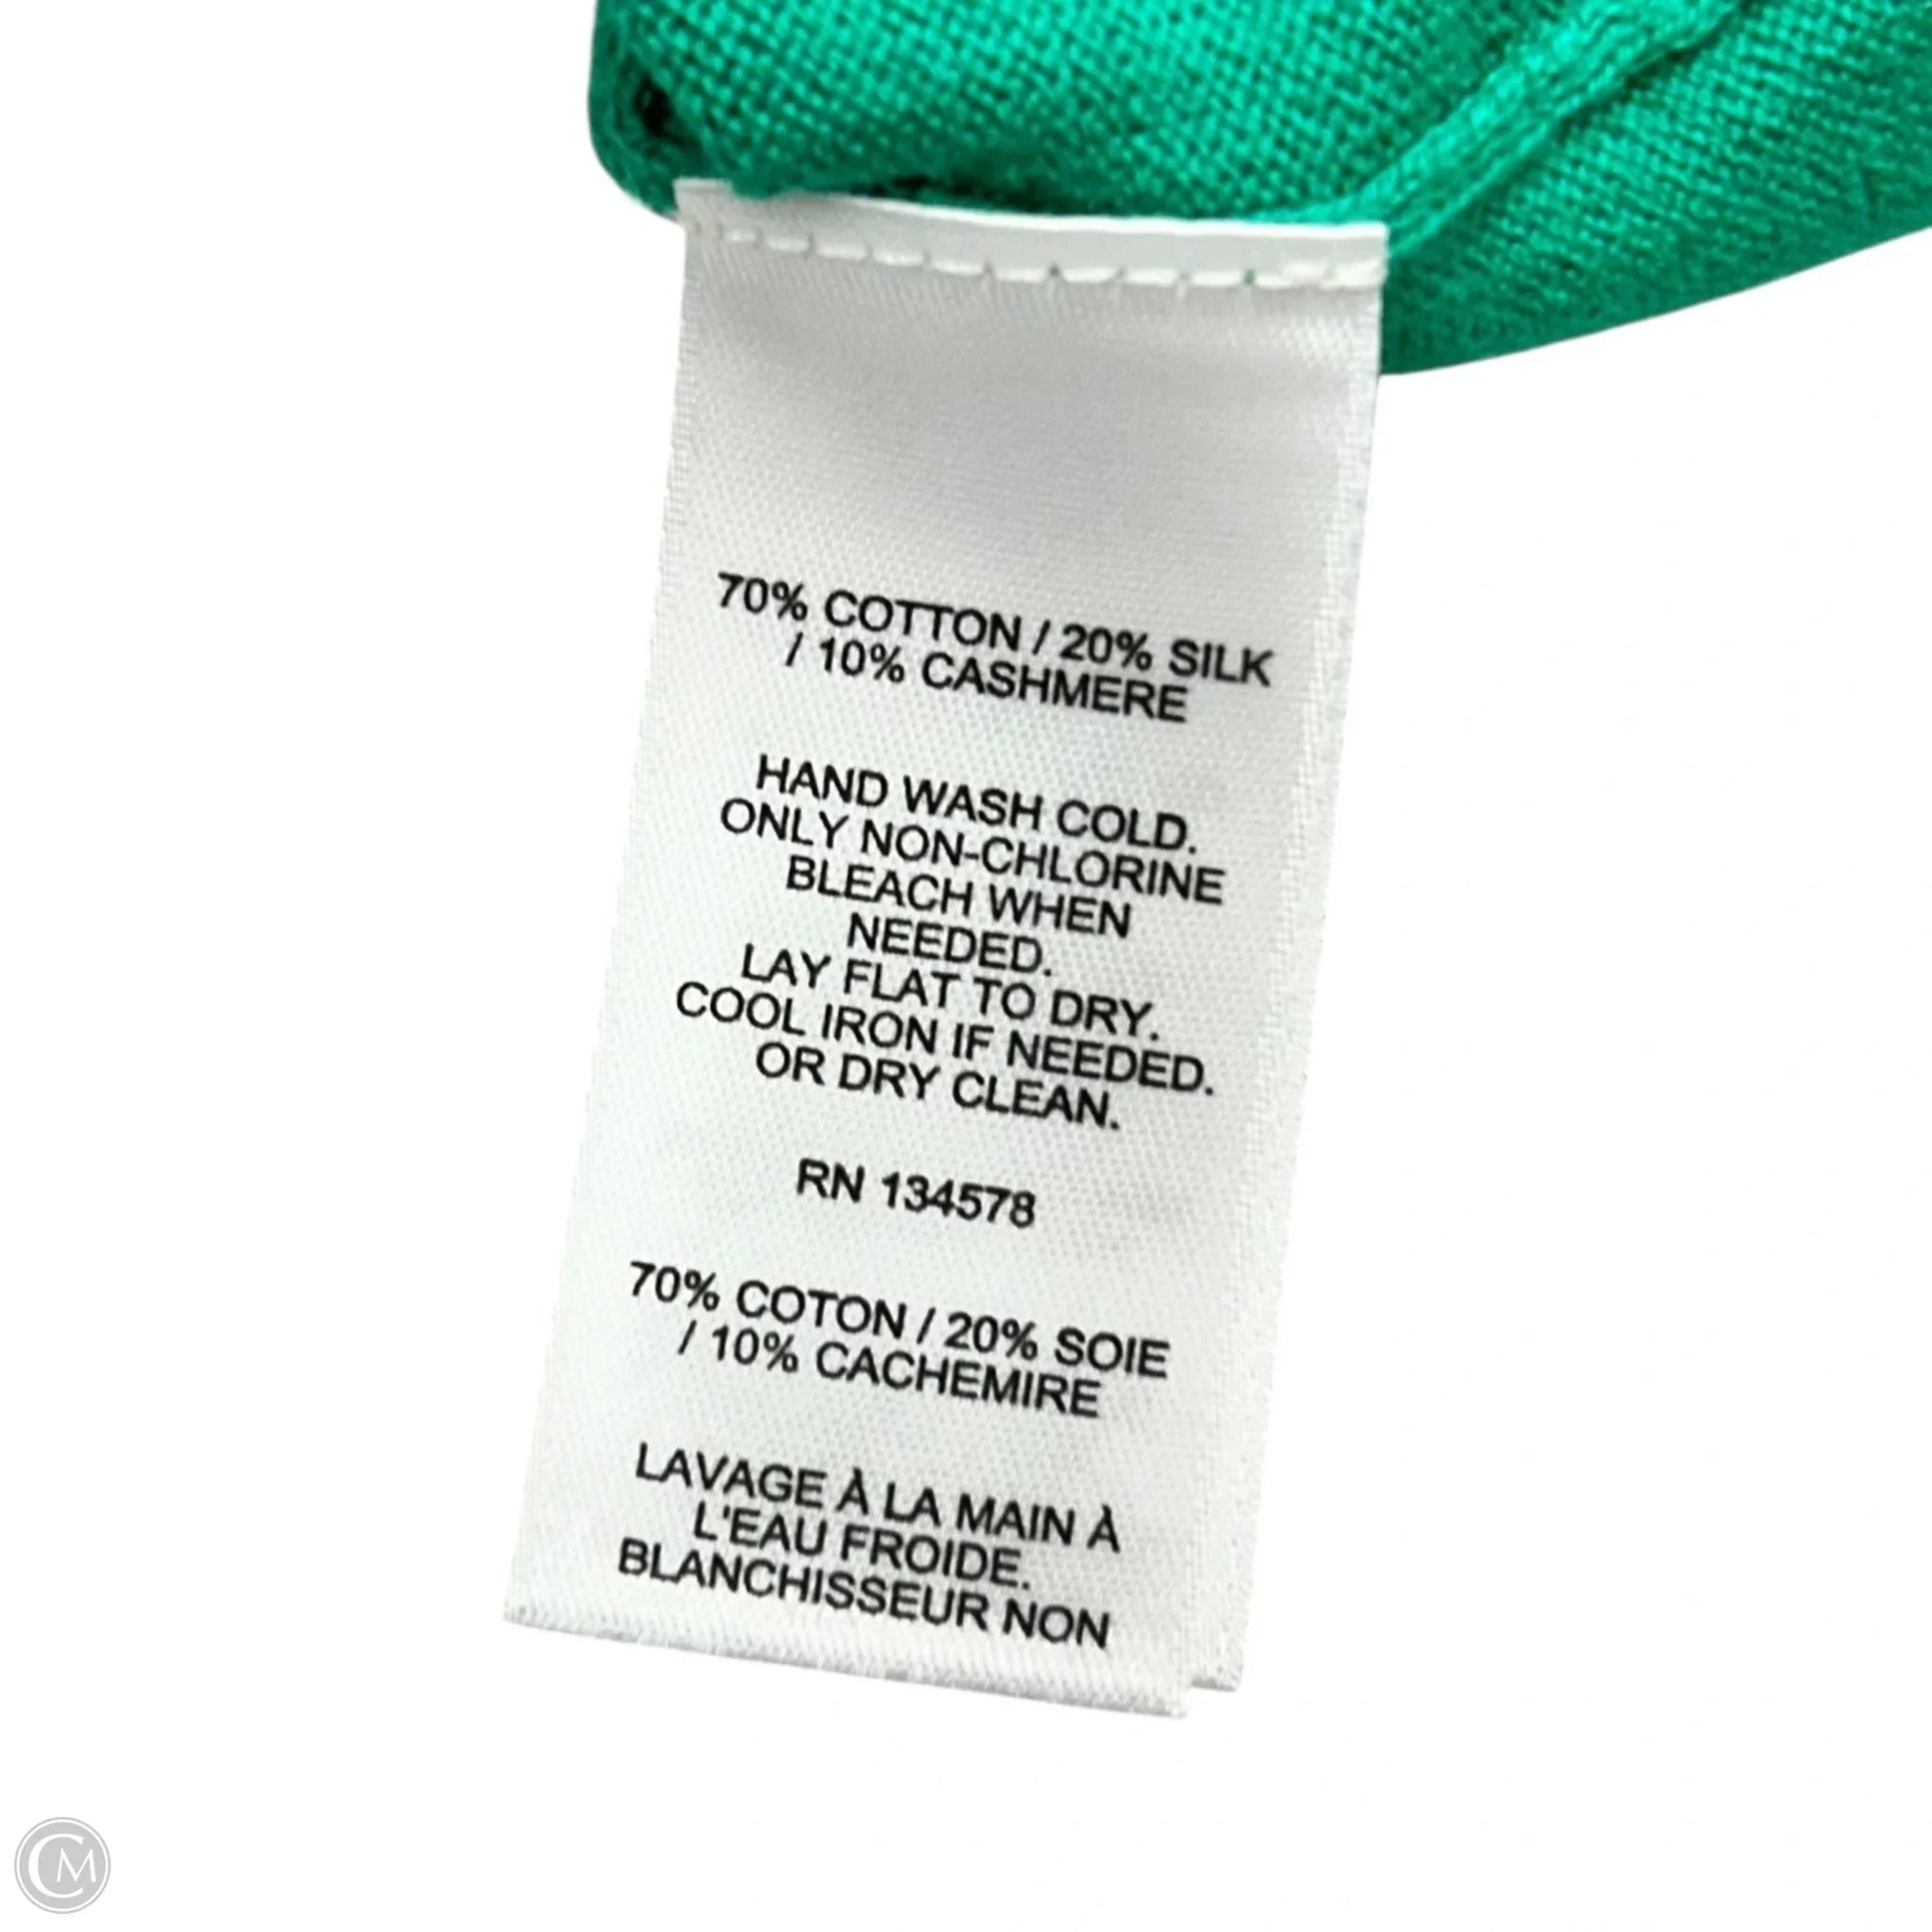 70% COTTON / 20% SILK
/ 10% CASHMERE
HAND WASH COLD.
ONLY NON-CHLORINE
BLEACH WHEN
NEEDED.
LAY FLAT TO DRY.
COOL IRON IF NEEDED.
OR DRY CLEAN.
RN 134578
70% COTON / 20% SOIE
/ 10% CACHEMIRE
LAVAGE À LA MAIN À
L'EAU FROIDE.
BLANCHISSEUR NON
CM